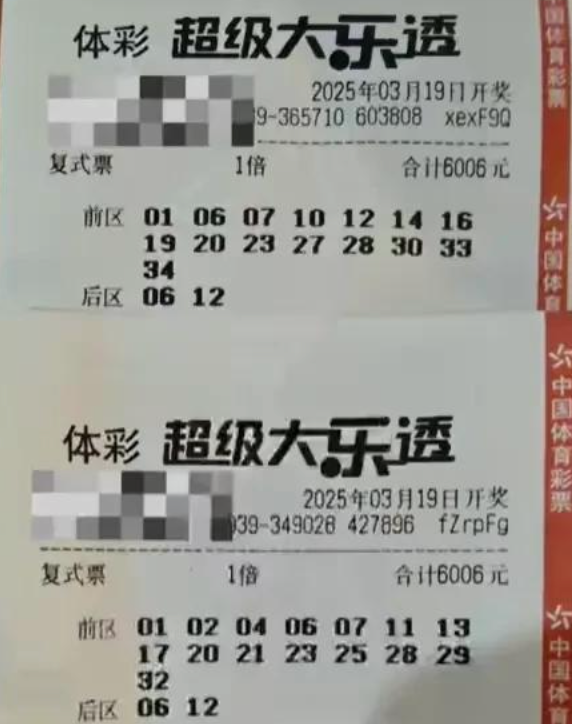 体彩 超级大乐透
2025年03月19日开奖
9-365710 603808 xexF9Q
复式票 1倍 合计6006元
前区 01 06 07 10 12 14 16
19 20 23 27 28 30 33
34
后区 06 12
中国体育彩票
中国体育
体彩 超级大乐透
2025年03月19日开奖
039-349028 427896 fZrpFg
复式票 1倍 合计6006元
前区 01 02 04 06 07 11 13
17 20 21 23 25 28 29
32
后区 06 12
中国体育彩票
中国体育